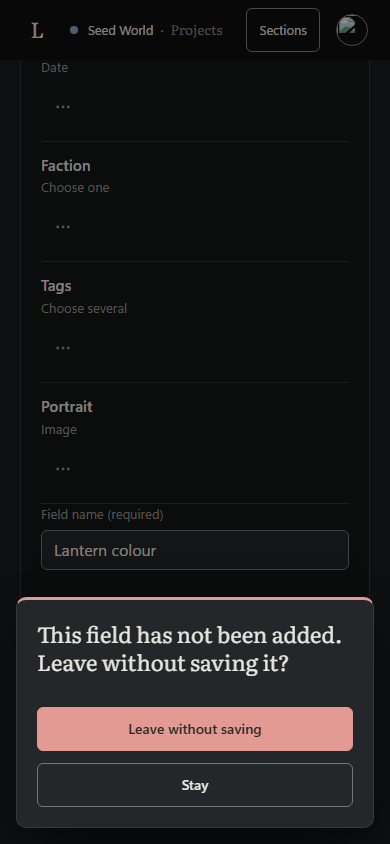 L
Seed World · Projects
Sections
Date
...
Faction
Choose one
...
Tags
Choose several
...
Portrait
Image
...
Field name (required)
Lantern colour
This field has not been added.
Leave without saving it?
Leave without saving
Stay